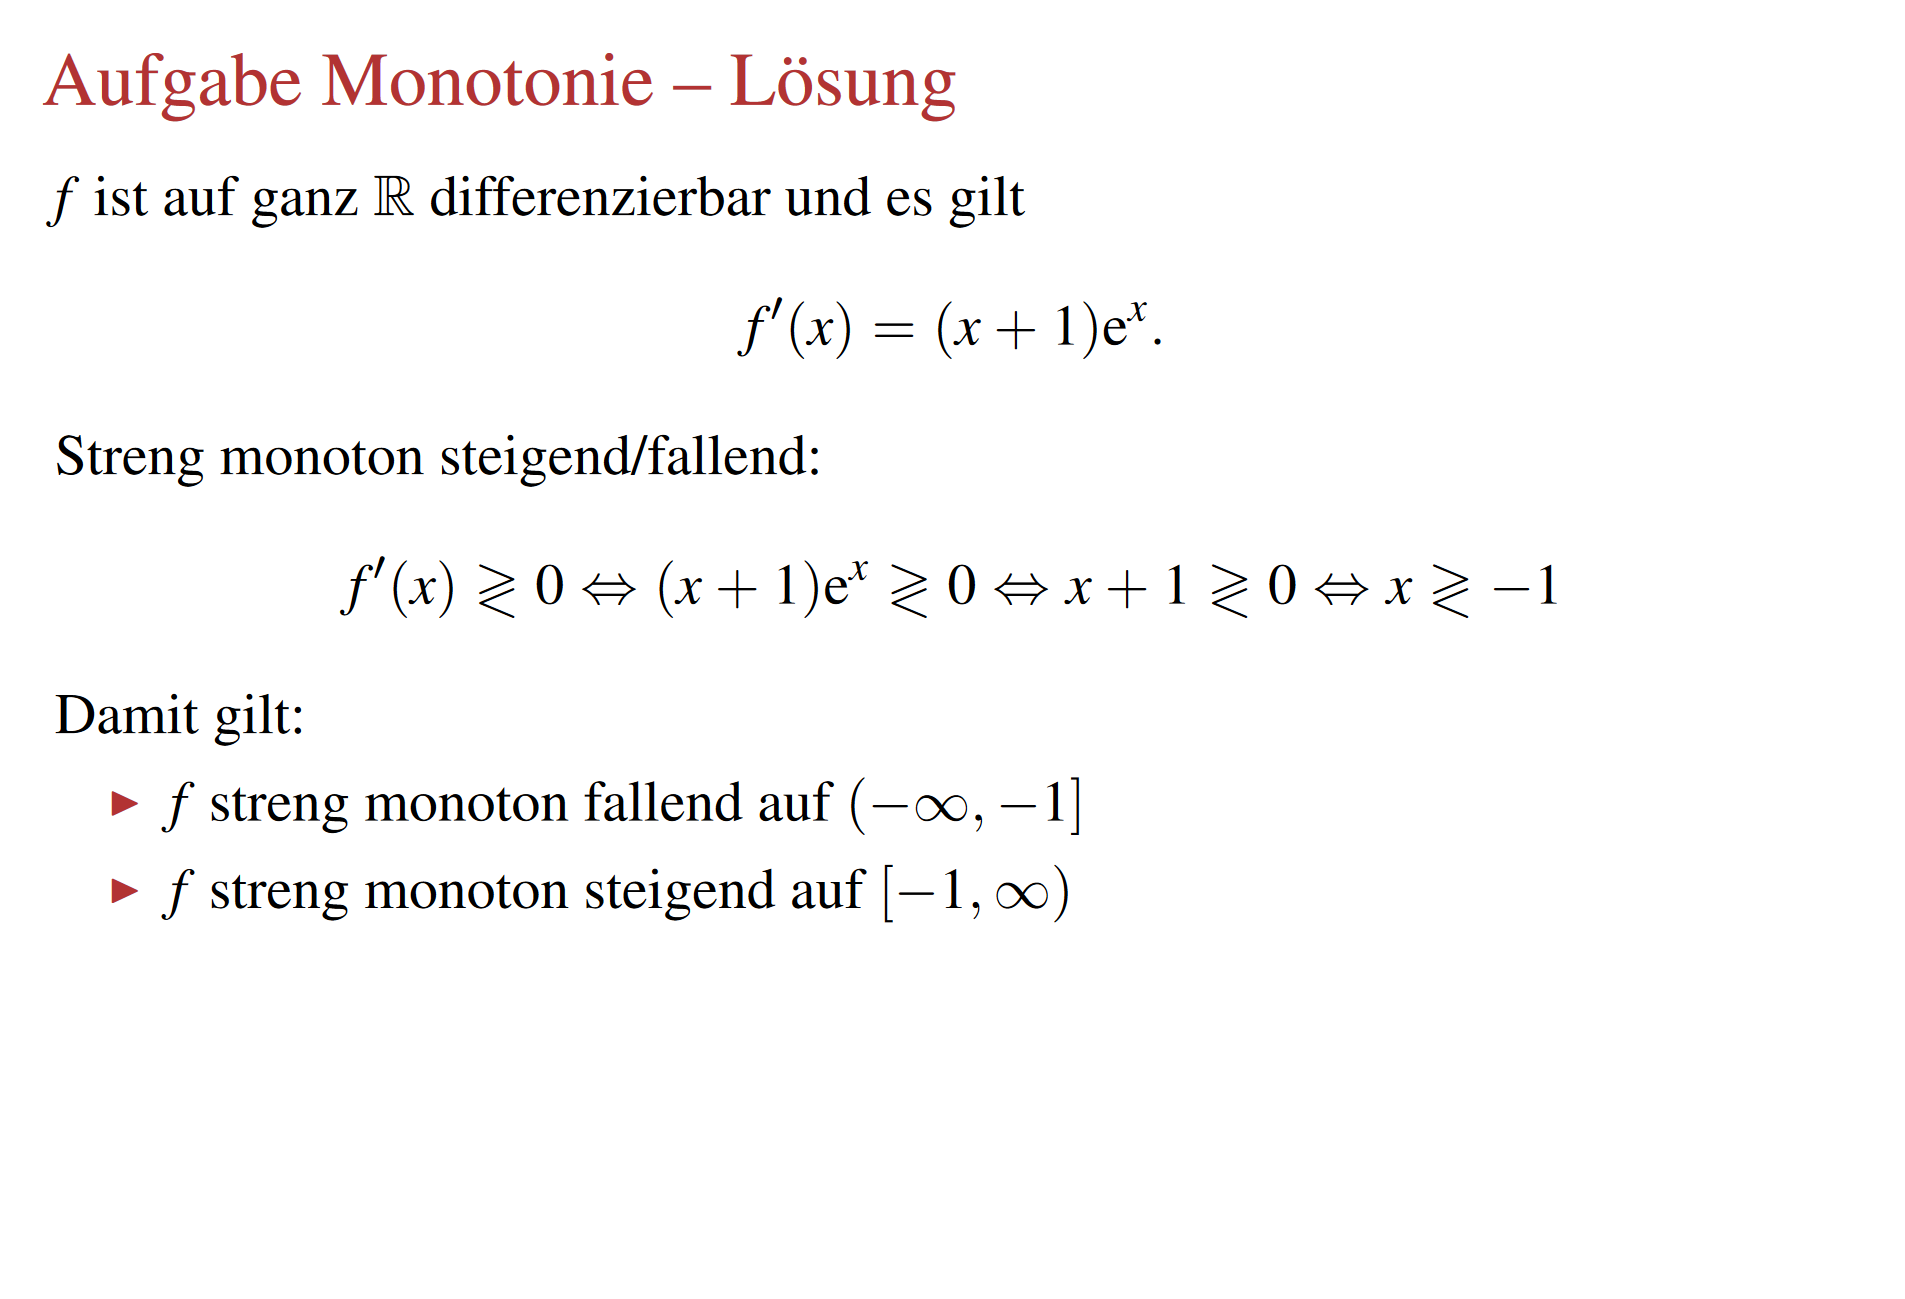 Aufgabe Monotonie – Lösung
f ist auf ganz ℝ differenzierbar und es gilt
f′(x) = (x + 1)eˣ.
Streng monoton steigend/fallend:
f′(x) ≷ 0 ⇔ (x + 1)eˣ ≷ 0 ⇔ x + 1 ≷ 0 ⇔ x ≷ −1
Damit gilt:
▶ f streng monoton fallend auf (−∞, −1]
▶ f streng monoton steigend auf [−1, ∞)